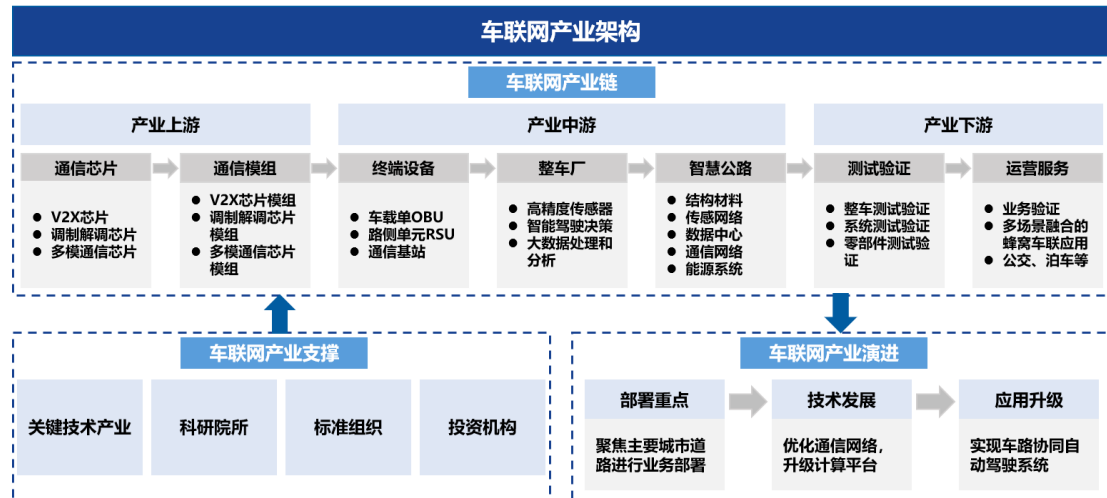 车联网产业架构
车联网产业链
产业上游
产业中游
产业下游
通信芯片
● V2X芯片
● 调制解调芯片
● 多模通信芯片
通信模组
● V2X芯片模组
● 调制解调芯片
模组
● 多模通信芯片
模组
终端设备
● 车载单OBU
● 路侧单元RSU
● 通信基站
整车厂
● 高精度传感器
● 智能驾驶决策
● 大数据处理和
分析
智慧公路
● 结构材料
● 传感网络
● 数据中心
● 通信网络
● 能源系统
测试验证
● 整车测试验证
● 系统测试验证
● 零部件测试验
证
运营服务
● 业务验证
● 多场景融合的
蜂窝车联应用
● 公交、泊车等
车联网产业支撑
关键技术产业
科研院所
标准组织
投资机构
车联网产业演进
部署重点
聚焦主要城市道
路进行业务部署
技术发展
优化通信网络，
升级计算平台
应用升级
实现车路协同自
动驾驶系统